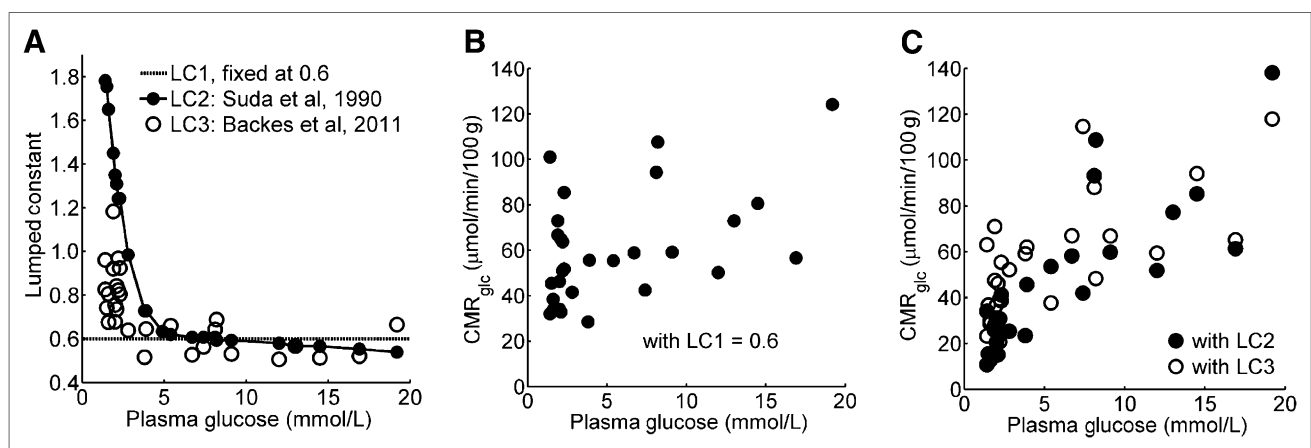 A
LC1, fixed at 0.6
LC2: Suda et al, 1990
LC3: Backes et al, 2011
Lumped constant
1.8
1.6
1.4
1.2
1.0
0.8
0.6
0.4
0 5 10 15 20
Plasma glucose (mmol/L)
B
CMRglc (μmol/min/100 g)
140
120
100
80
60
40
20
0
with LC1 = 0.6
0 5 10 15 20
Plasma glucose (mmol/L)
C
CMRglc (μmol/min/100 g)
140
120
100
80
60
40
20
0
with LC2
with LC3
0 5 10 15 20
Plasma glucose (mmol/L)